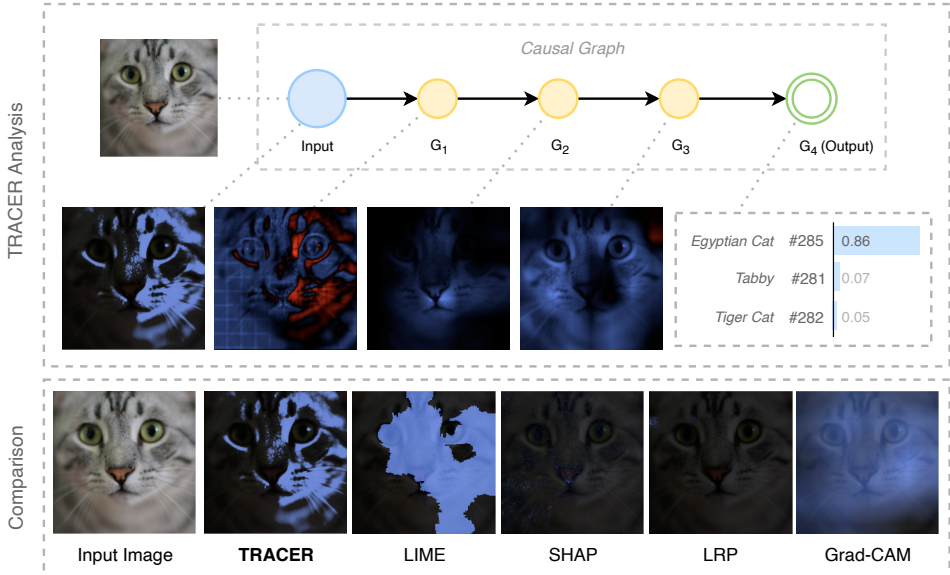 TRACER Analysis
Causal Graph
Input
G1
G2
G3
G4 (Output)
Egyptian Cat #285 0.86
Tabby #281 0.07
Tiger Cat #282 0.05
Comparison
Input Image
TRACER
LIME
SHAP
LRP
Grad-CAM